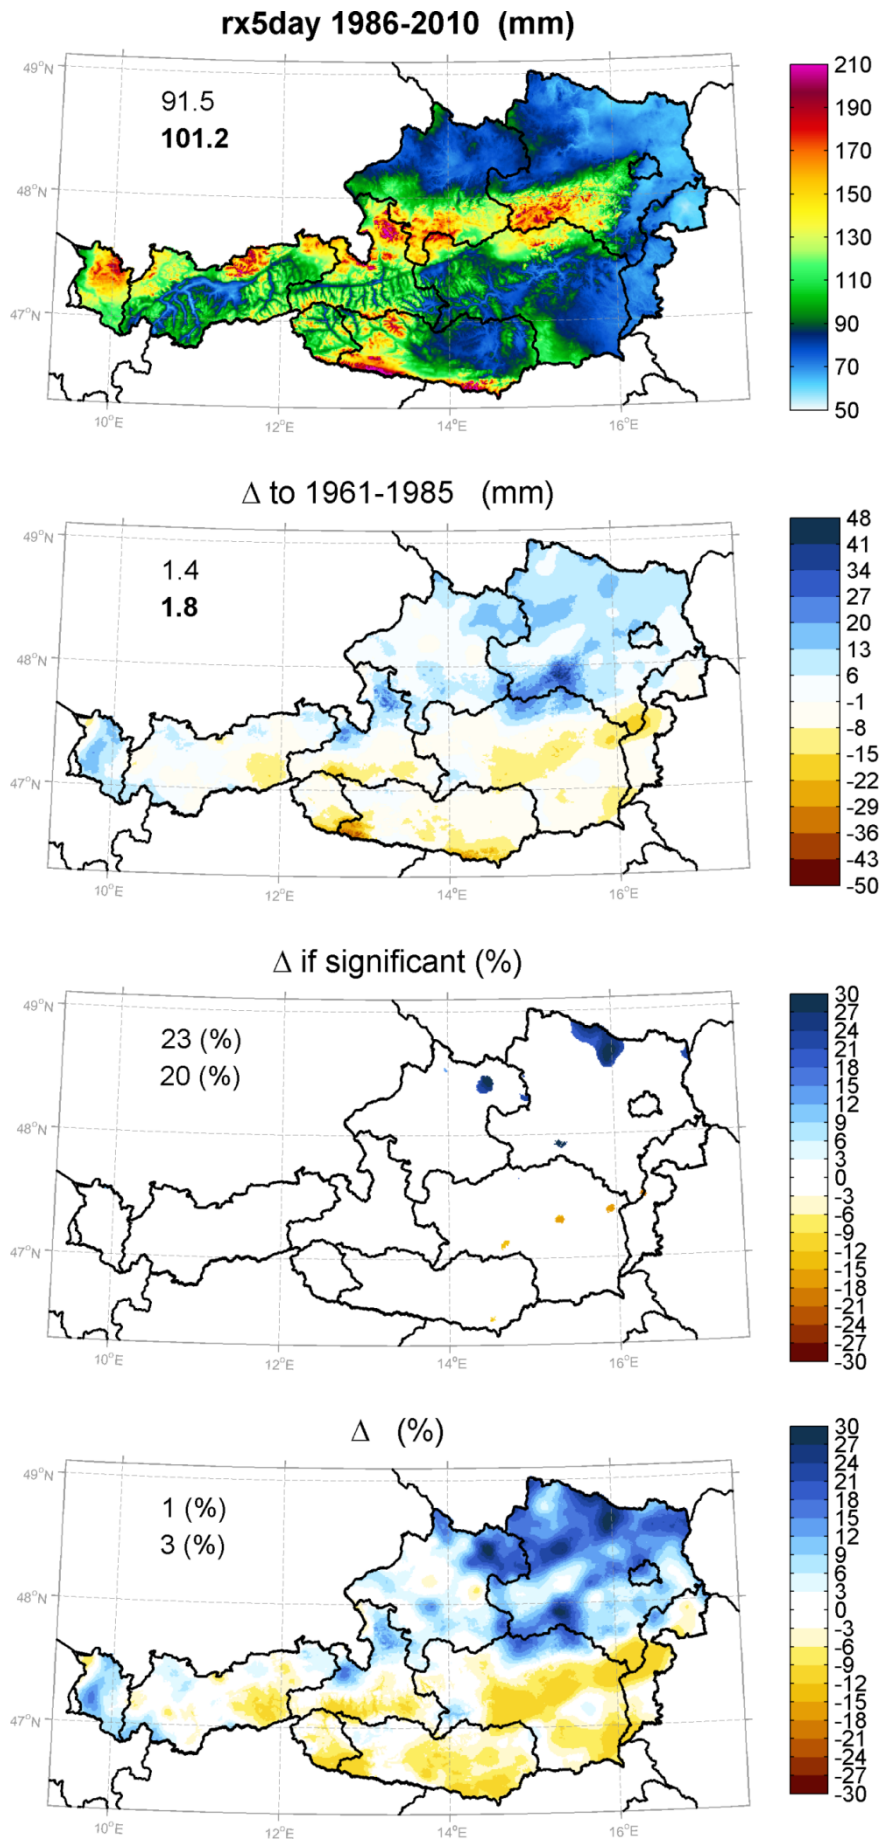 rx5day 1986-2010 (mm)
91.5
101.2
49°N
48°N
47°N
10°E
12°E
14°E
16°E
210
190
170
150
130
110
90
70
50
Δ to 1961-1985 (mm)
1.4
1.8
49°N
48°N
47°N
10°E
12°E
14°E
16°E
48
41
34
27
20
13
6
-1
-8
-15
-22
-29
-36
-43
-50
Δ if significant (%)
23 (%)
20 (%)
49°N
48°N
47°N
10°E
12°E
14°E
16°E
30
27
24
21
18
15
12
9
6
3
0
-3
-6
-9
-12
-15
-18
-21
-24
-27
-30
Δ (%)
1 (%)
3 (%)
49°N
48°N
47°N
10°E
12°E
14°E
16°E
30
27
24
21
18
15
12
9
6
3
0
-3
-6
-9
-12
-15
-18
-21
-24
-27
-30